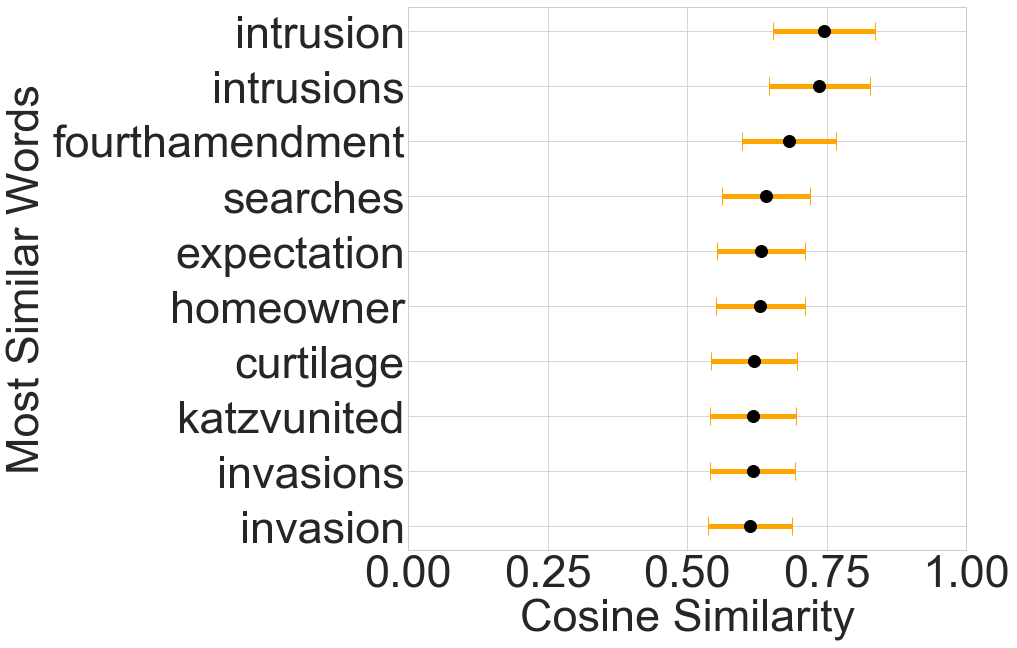 Most Similar Words
intrusion
intrusions
fourthamendment
searches
expectation
homeowner
curtilage
katzvunited
invasions
invasion
0.00 0.25 0.50 0.75 1.00
Cosine Similarity